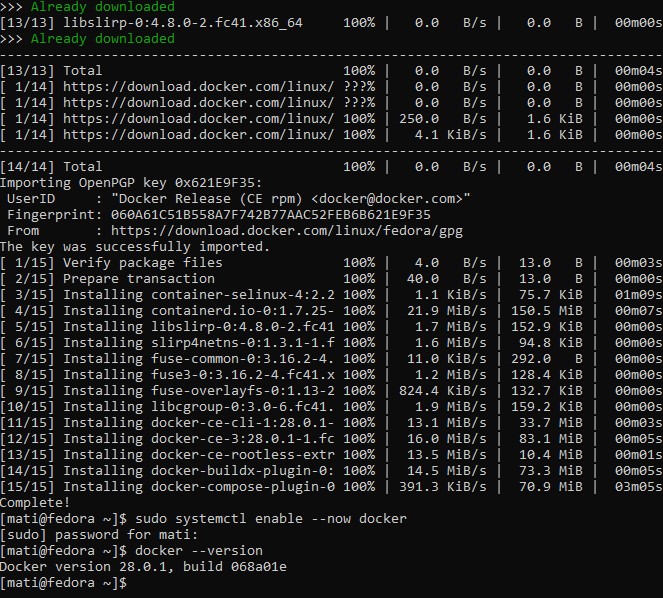 >>> Already downloaded
[13/13] libslirp-0:4.8.0-2.fc41.x86_64     100% |   0.0   B/s |   0.0   B |  00m00s
>>> Already downloaded
--------------------------------------------------------------------------------
[13/13] Total                              100% |   0.0   B/s |   0.0   B |  00m04s
[ 1/14] https://download.docker.com/linux/ ???% |   0.0   B/s |   0.0   B |  00m00s
[ 1/14] https://download.docker.com/linux/ ???% |   0.0   B/s |   0.0   B |  00m00s
[ 1/14] https://download.docker.com/linux/ 100% | 250.0   B/s |   1.6 KiB |  00m00s
[ 1/14] https://download.docker.com/linux/ 100% |   4.1 KiB/s |   1.6 KiB |  00m00s
--------------------------------------------------------------------------------
[14/14] Total                              100% |   0.0   B/s |   0.0   B |  00m04s
Importing OpenPGP key 0x621E9F35:
 UserID     : "Docker Release (CE rpm) <docker@docker.com>"
 Fingerprint: 060A61C51B558A7F742B77AAC52FEB6B621E9F35
 From       : https://download.docker.com/linux/fedora/gpg
The key was successfully imported.
[ 1/15] Verify package files               100% |   4.0   B/s |  13.0   B |  00m03s
[ 2/15] Prepare transaction                100% |  40.0   B/s |  13.0   B |  00m00s
[ 3/15] Installing container-selinux-4:2.2 100% |   1.1 KiB/s |  75.7 KiB |  01m09s
[ 4/15] Installing containerd.io-0:1.7.25- 100% |  21.9 MiB/s | 150.5 MiB |  00m07s
[ 5/15] Installing libslirp-0:4.8.0-2.fc41 100% |   1.7 MiB/s | 152.9 KiB |  00m00s
[ 6/15] Installing slirp4netns-0:1.3.1-1.f 100% |   1.6 MiB/s |  94.8 KiB |  00m00s
[ 7/15] Installing fuse-common-0:3.16.2-4. 100% |  11.0 KiB/s | 292.0   B |  00m00s
[ 8/15] Installing fuse3-0:3.16.2-4.fc41.x 100% |   1.2 MiB/s | 128.4 KiB |  00m00s
[ 9/15] Installing fuse-overlayfs-0:1.13-2 100% | 824.4 KiB/s | 132.7 KiB |  00m00s
[10/15] Installing libcgroup-0:3.0-6.fc41. 100% |   1.9 MiB/s | 159.2 KiB |  00m00s
[11/15] Installing docker-ce-cli-1:28.0.1- 100% |  13.1 MiB/s |  33.7 MiB |  00m03s
[12/15] Installing docker-ce-3:28.0.1-1.fc 100% |  16.0 MiB/s |  83.1 MiB |  00m05s
[13/15] Installing docker-ce-rootless-extr 100% |  13.5 MiB/s |  10.4 MiB |  00m01s
[14/15] Installing docker-buildx-plugin-0: 100% |  14.5 MiB/s |  73.3 MiB |  00m05s
[15/15] Installing docker-compose-plugin-0 100% | 391.3 KiB/s |  70.9 MiB |  03m05s
Complete!
[mati@fedora ~]$ sudo systemctl enable --now docker
[sudo] password for mati:
[mati@fedora ~]$ docker --version
Docker version 28.0.1, build 068a01e
[mati@fedora ~]$